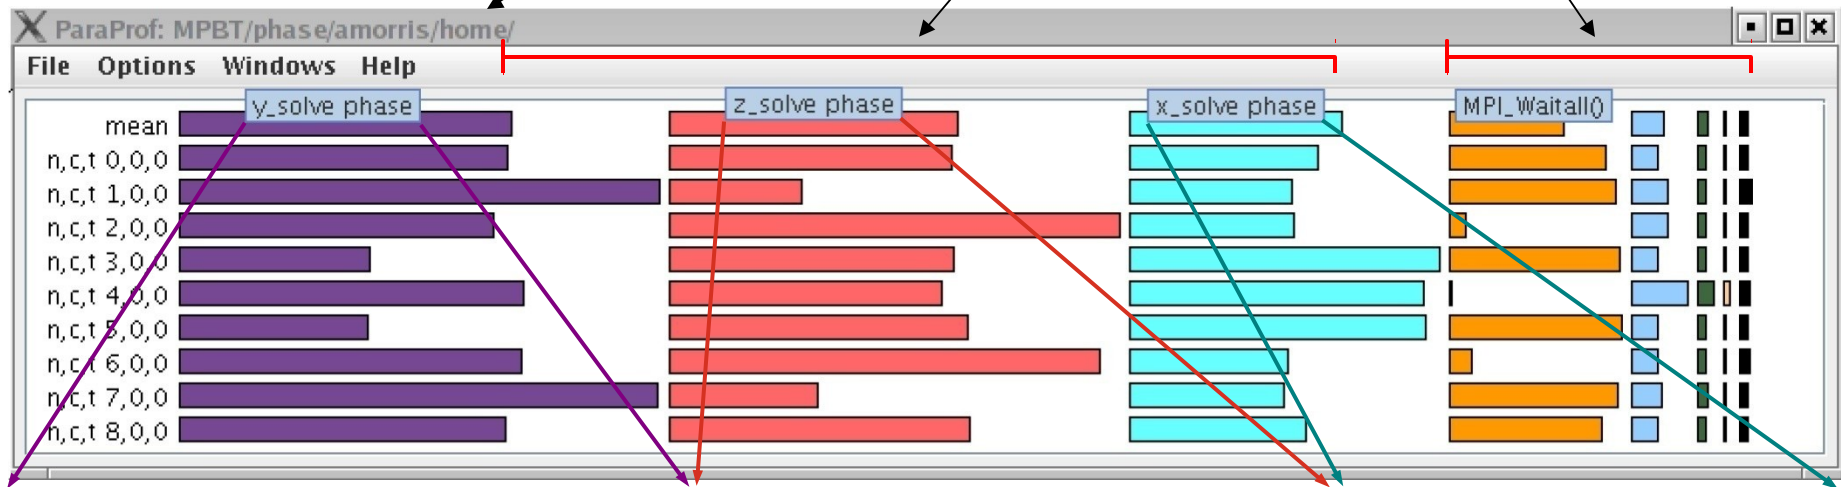 ParaProf: MPBT/phase/amorris/home/
File Options Windows Help
y_solve phase z_solve phase x_solve phase MPI_Waitall()
mean
n,c,t 0,0,0
n,c,t 1,0,0
n,c,t 2,0,0
n,c,t 3,0,0
n,c,t 4,0,0
n,c,t 5,0,0
n,c,t 6,0,0
n,c,t 7,0,0
n,c,t 8,0,0